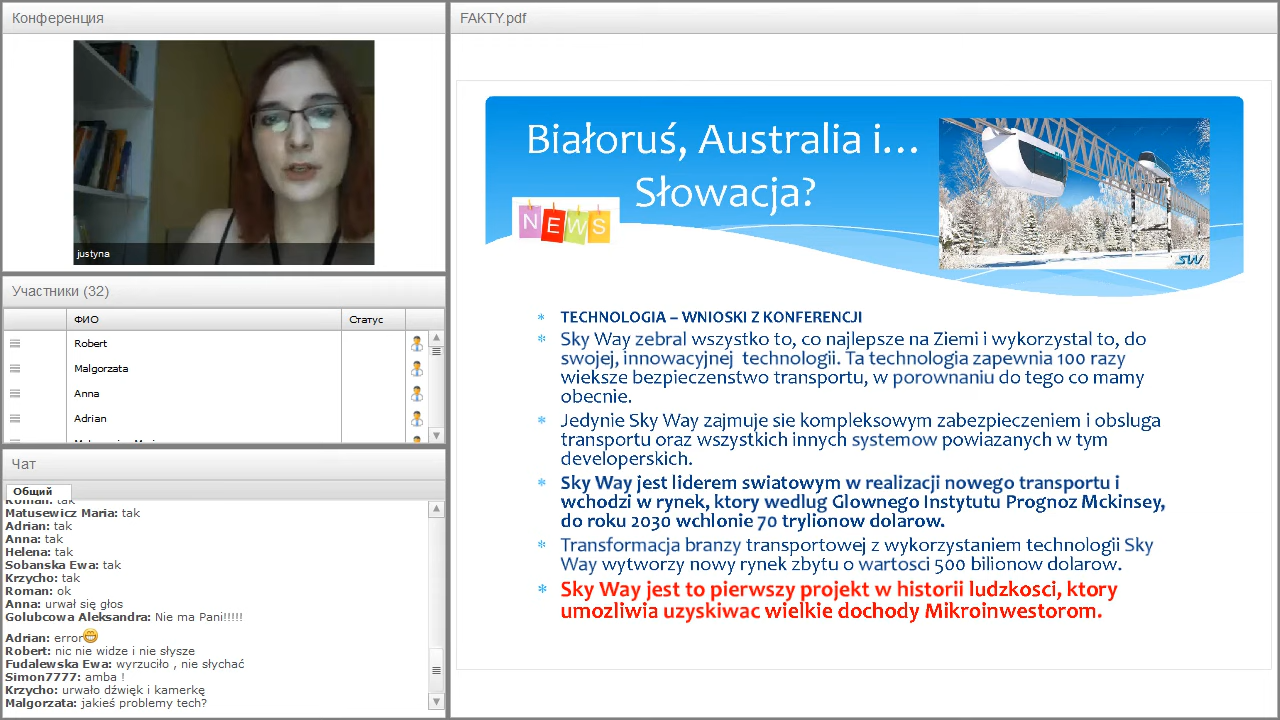 Конференция
justyna
Участники (32)
ФИО
Статус
Robert
Malgorzata
Anna
Adrian
Чат
Общий
Roman: tak
Matusewicz Maria: tak
Adrian: tak
Anna: tak
Helena: tak
Sobanska Ewa: tak
Krzycho: tak
Roman: ok
Anna: urwał się głos
Golubcowa Aleksandra: Nie ma Pani!!!!!
Adrian: error
Robert: nic nie widze i nie słysze
Fudalewska Ewa: wyrzuciło , nie słychać
Simon7777: amba !
Krzycho: urwało dźwięk i kamerkę
Malgorzata: jakieś problemy tech?
FAKTY.pdf
Białoruś, Australia i...
Słowacja?
NEWS
SW
TECHNOLOGIA – WNIOSKI Z KONFERENCJI
Sky Way zebral wszystko to, co najlepsze na Ziemi i wykorzystal to, do
swojej, innowacyjnej technologii. Ta technologia zapewnia 100 razy
wieksze bezpieczenstwo transportu, w porownaniu do tego co mamy
obecnie.
Jedynie Sky Way zajmuje sie kompleksowym zabezpieczeniem i obsluga
transportu oraz wszystkich innych systemow powiazanych w tym
developerskich.
Sky Way jest liderem swiatowym w realizacji nowego transportu i
wchodzi w rynek, ktory wedlug Glownego Instytutu Prognoz Mckinsey,
do roku 2030 wchlonie 70 trylionow dolarow.
Transformacja branzy transportowej z wykorzystaniem technologii Sky
Way wytworzy nowy rynek zbytu o wartosci 500 bilionow dolarow.
Sky Way jest to pierwszy projekt w historii ludzkosci, ktory
umozliwia uzyskiwac wielkie dochody Mikroinwestorom.